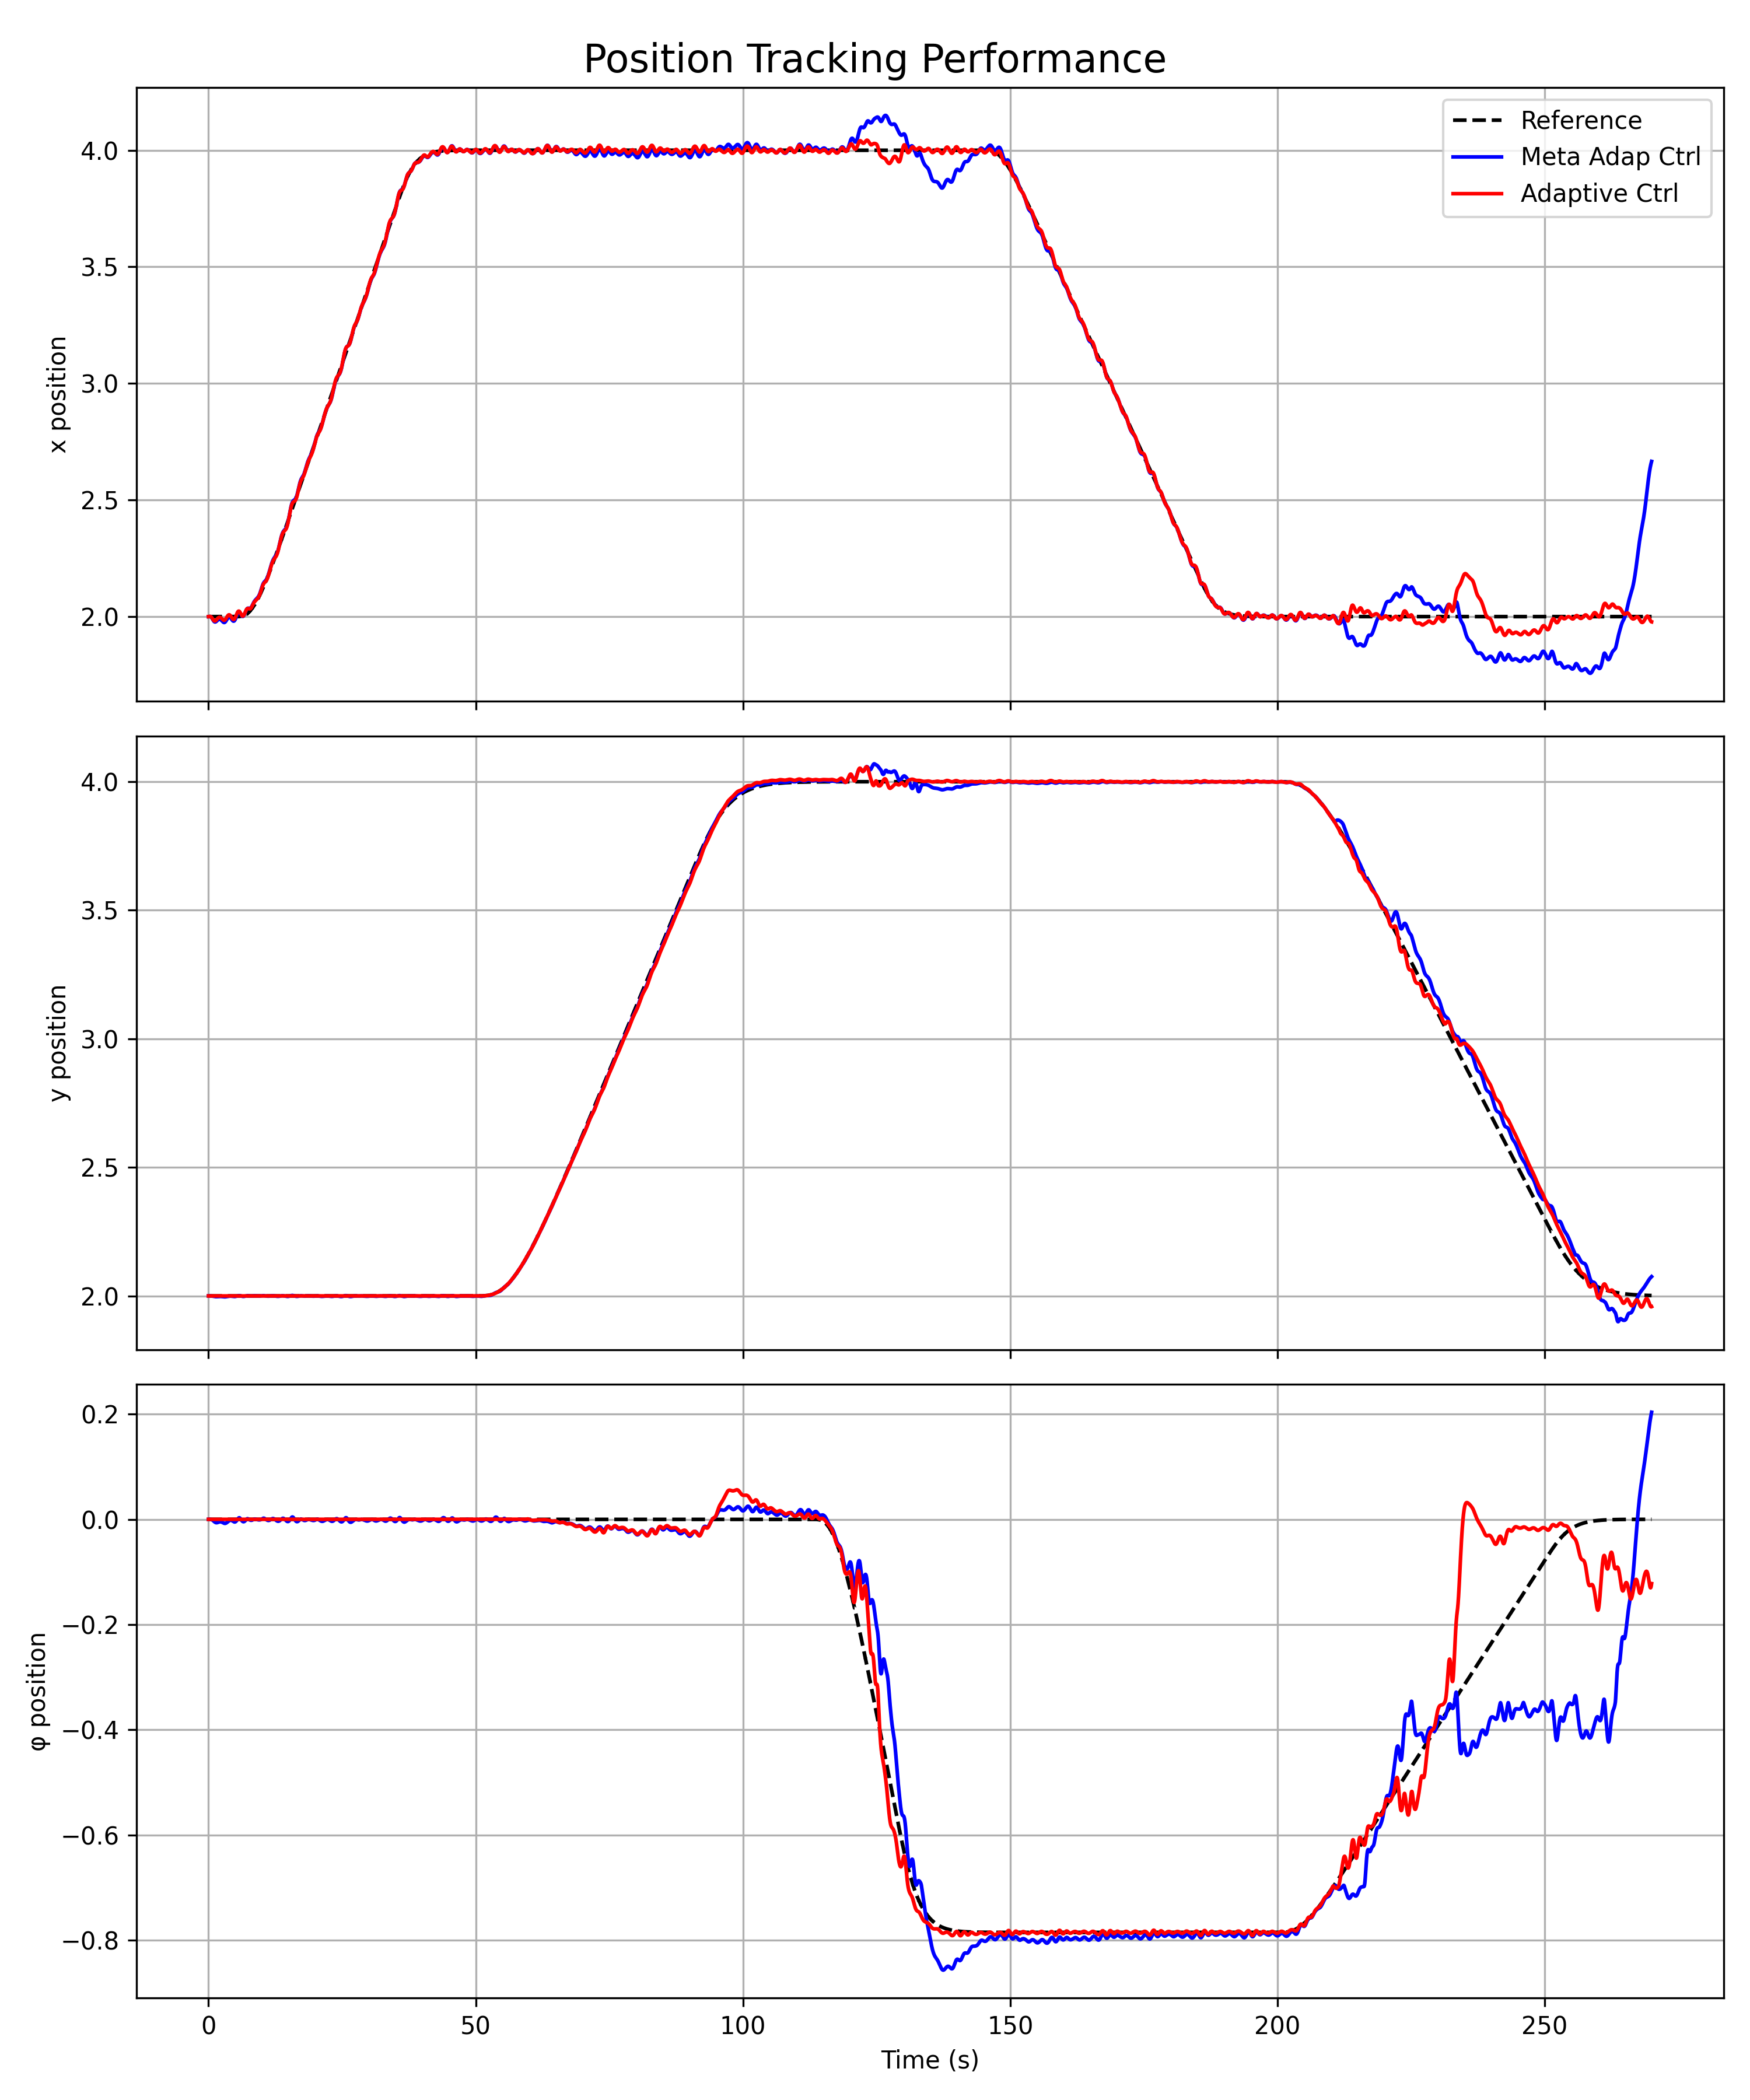 Position Tracking Performance
Reference
Meta Adap Ctrl
Adaptive Ctrl
x position
4.0
3.5
3.0
2.5
2.0
y position
4.0
3.5
3.0
2.5
2.0
φ position
0.2
0.0
−0.2
−0.4
−0.6
−0.8
0 50 100 150 200 250
Time (s)